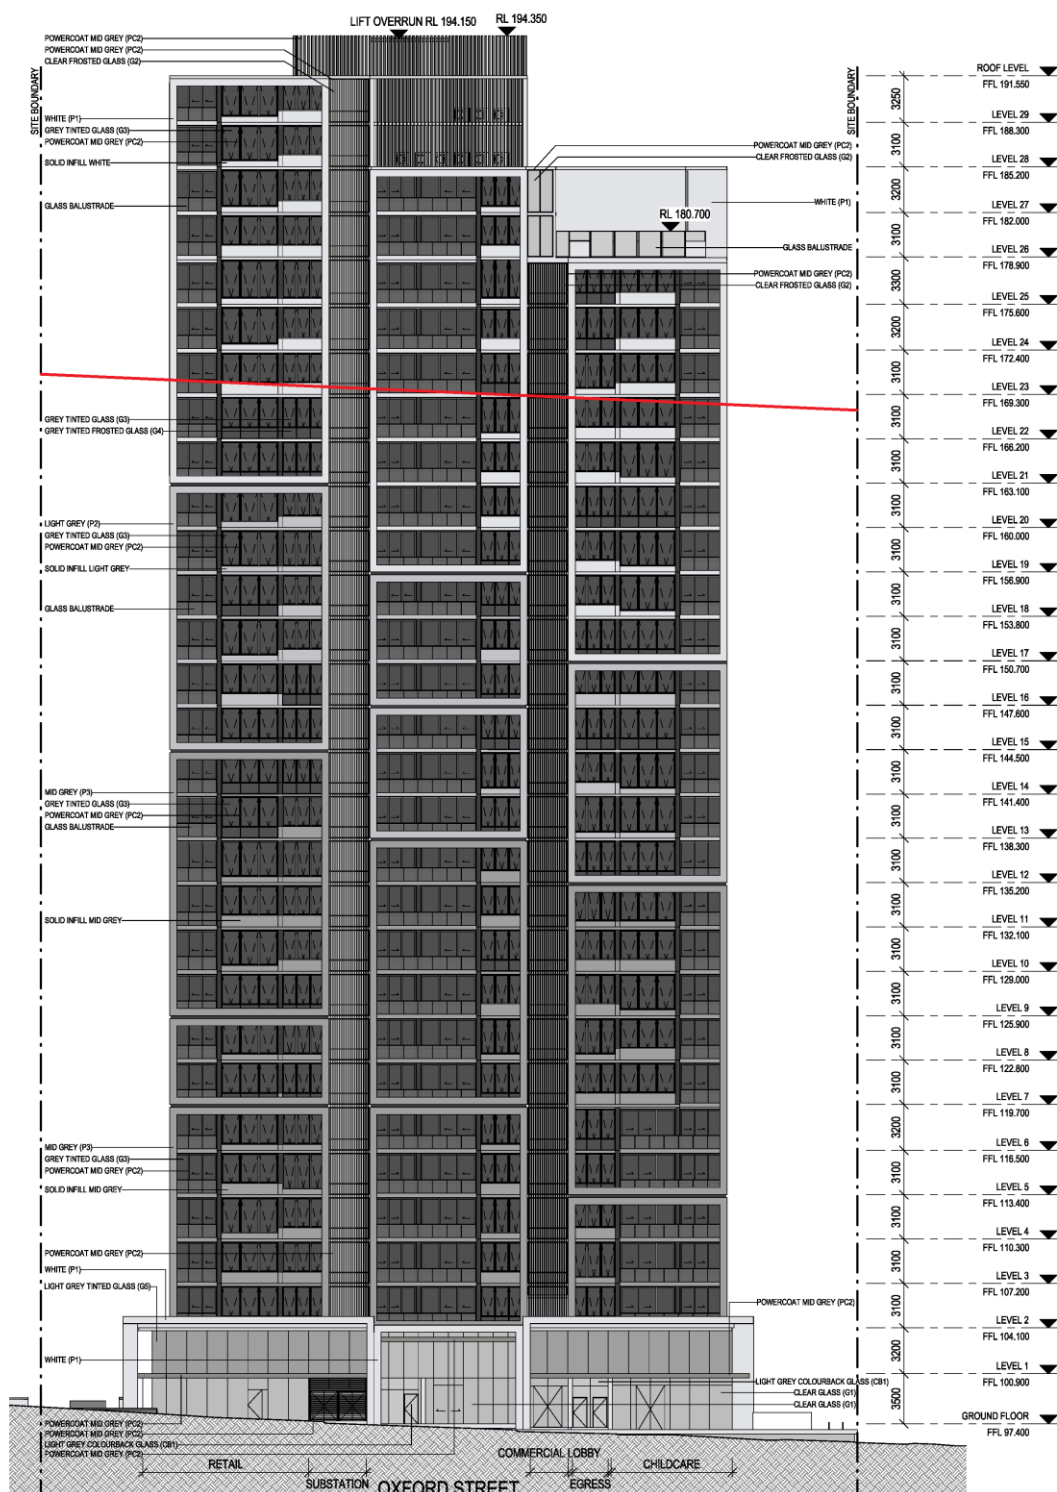 LIFT OVERRUN RL 194.150
RL 194.350
POWERCOAT MID GREY (PC2)
POWERCOAT MID GREY (PC2)
CLEAR FROSTED GLASS (G2)
SITE BOUNDARY
WHITE (P1)
GREY TINTED GLASS (G3)
POWERCOAT MID GREY (PC2)
SOLID INFILL WHITE
GLASS BALUSTRADE
GREY TINTED GLASS (G3)
GREY TINTED FROSTED GLASS (G4)
LIGHT GREY (P2)
GREY TINTED GLASS (G3)
POWERCOAT MID GREY (PC2)
SOLID INFILL LIGHT GREY
GLASS BALUSTRADE
MID GREY (P3)
GREY TINTED GLASS (G3)
POWERCOAT MID GREY (PC2)
GLASS BALUSTRADE
SOLID INFILL MID GREY
MID GREY (P3)
GREY TINTED GLASS (G3)
POWERCOAT MID GREY (PC2)
SOLID INFILL MID GREY
POWERCOAT MID GREY (PC2)
WHITE (P1)
LIGHT GREY TINTED GLASS (G5)
WHITE (P1)
POWERCOAT MID GREY (PC2)
POWERCOAT MID GREY (PC2)
LIGHT GREY COLOURBACK GLASS (CB1)
POWERCOAT MID GREY (PC2)
POWERCOAT MID GREY (PC2)
CLEAR FROSTED GLASS (G2)
WHITE (P1)
RL 180.700
GLASS BALUSTRADE
POWERCOAT MID GREY (PC2)
CLEAR FROSTED GLASS (G2)
POWERCOAT MID GREY (PC2)
LIGHT GREY COLOURBACK GLASS (CB1)
CLEAR GLASS (G1)
CLEAR GLASS (G1)
SITE BOUNDARY
ROOF LEVEL
FFL 191.550
3250
LEVEL 29
FFL 188.300
3100
LEVEL 28
FFL 185.200
3200
LEVEL 27
FFL 182.000
3100
LEVEL 26
FFL 178.900
3300
LEVEL 25
FFL 175.600
3200
LEVEL 24
FFL 172.400
3100
LEVEL 23
FFL 169.300
3100
LEVEL 22
FFL 166.200
3100
LEVEL 21
FFL 163.100
3100
LEVEL 20
FFL 160.000
3100
LEVEL 19
FFL 156.900
3100
LEVEL 18
FFL 153.800
3100
LEVEL 17
FFL 150.700
3100
LEVEL 16
FFL 147.600
3100
LEVEL 15
FFL 144.500
3100
LEVEL 14
FFL 141.400
3100
LEVEL 13
FFL 138.300
3100
LEVEL 12
FFL 135.200
3100
LEVEL 11
FFL 132.100
3100
LEVEL 10
FFL 129.000
3100
LEVEL 9
FFL 125.900
3100
LEVEL 8
FFL 122.800
3100
LEVEL 7
FFL 119.700
3200
LEVEL 6
FFL 116.500
3100
LEVEL 5
FFL 113.400
3100
LEVEL 4
FFL 110.300
3100
LEVEL 3
FFL 107.200
3100
LEVEL 2
FFL 104.100
3200
LEVEL 1
FFL 100.900
3500
GROUND FLOOR
FFL 97.400
RETAIL
SUBSTATION
OXFORD STREET
COMMERCIAL LOBBY
EGRESS
CHILDCARE